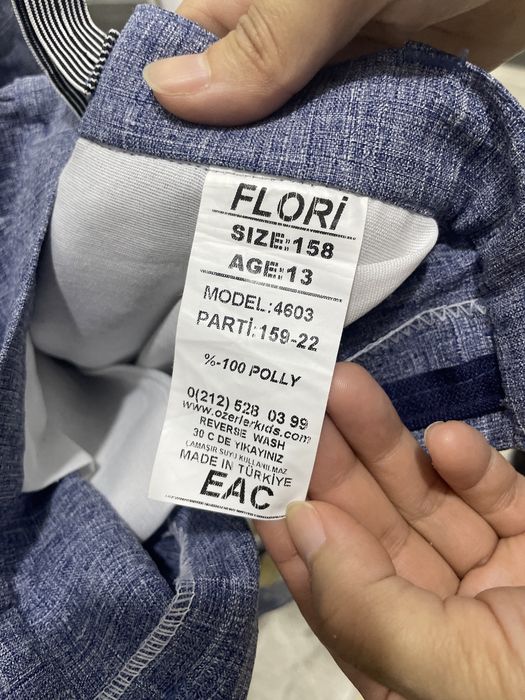 FLORİ
SIZE:158
AGE:13
MODEL:4603
PARTİ:159-22
%-100 POLLY
0(212) 528 03 99
www.ozerlerkids.com
REVERSE WASH
30 C DE YIKAYINIZ
ÇAMAŞIR SUYU KULLANILMAZ
MADE IN TÜRKİYE
EAC